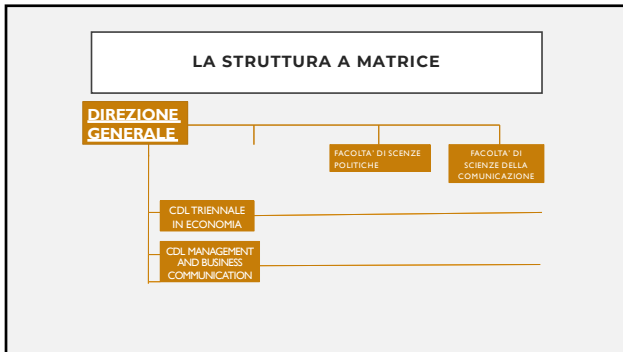 LA STRUTTURA A MATRICE
DIREZIONE
GENERALE
FACOLTA' DI SCENZE
POLITICHE
FACOLTA' DI
SCIENZE DELLA
COMUNICAZIONE
CDL TRIENNALE
IN ECONOMIA
CDL MANAGEMENT
AND BUSINESS
COMMUNICATION